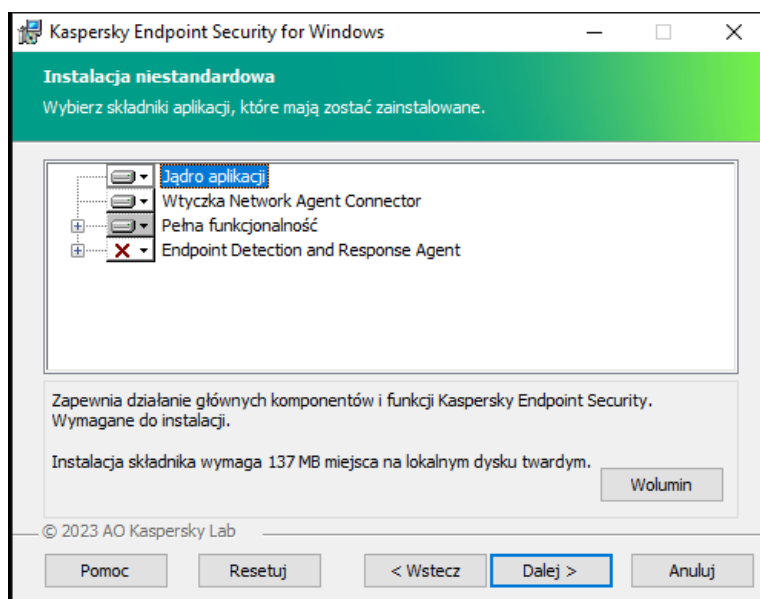 Kaspersky Endpoint Security for Windows
Instalacja niestandardowa
Wybierz składniki aplikacji, które mają zostać zainstalowane.
Jądro aplikacji
Wtyczka Network Agent Connector
Pełna funkcjonalność
Endpoint Detection and Response Agent
Zapewnia działanie głównych komponentów i funkcji Kaspersky Endpoint Security.
Wymagane do instalacji.
Instalacja składnika wymaga 137 MB miejsca na lokalnym dysku twardym.
Wolumin
© 2023 AO Kaspersky Lab
Pomoc
Resetuj
< Wstecz
Dalej >
Anuluj